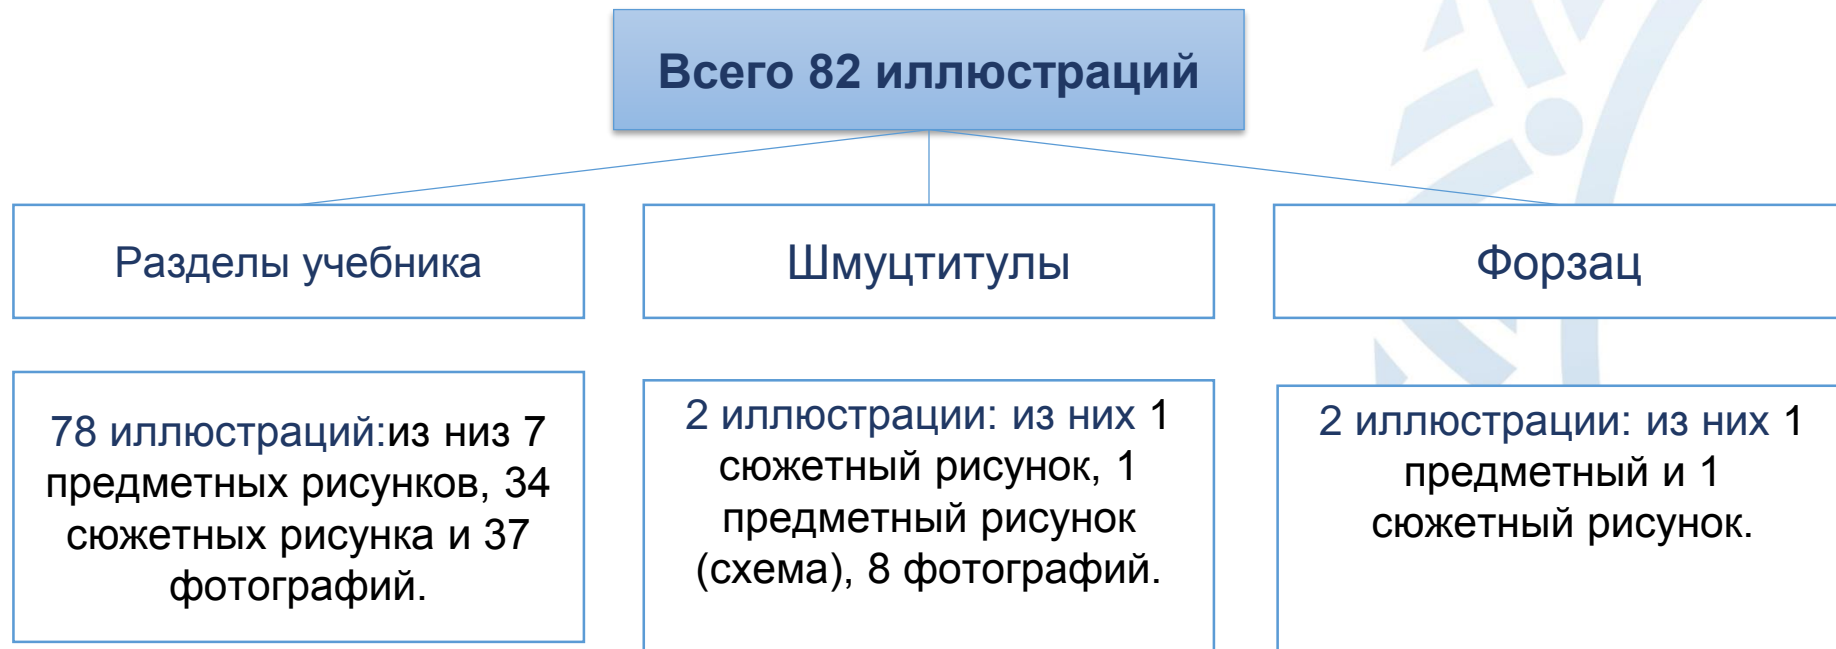 Всего 82 иллюстраций
Разделы учебника
Шмуцтитулы
Форзац
78 иллюстраций:из низ 7
предметных рисунков, 34
сюжетных рисунка и 37
фотографий.
2 иллюстрации: из них 1
сюжетный рисунок, 1
предметный рисунок
(схема), 8 фотографий.
2 иллюстрации: из них 1
предметный и 1
сюжетный рисунок.